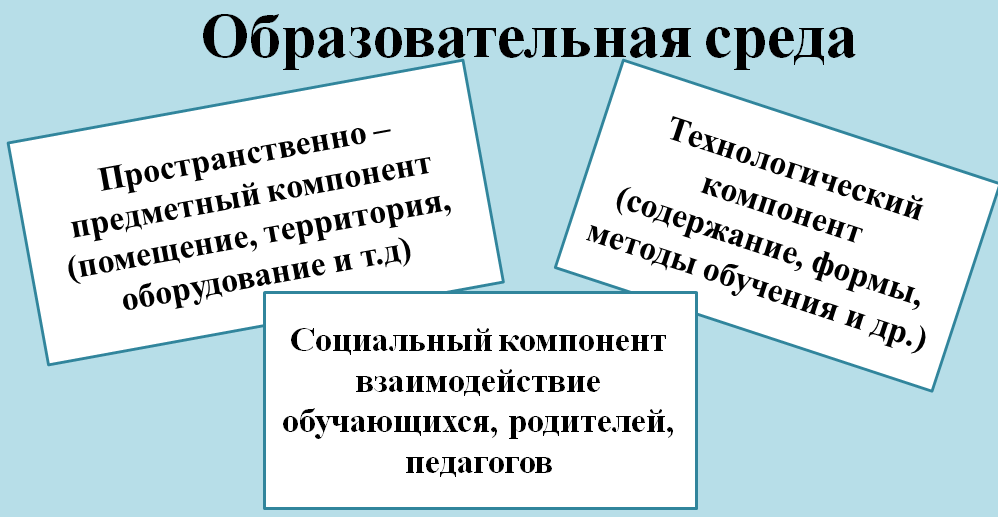 Образовательная среда
Пространственно –
предметный компонент
(помещение, территория,
оборудование и т.д)
Технологический
компонент
(содержание, формы,
методы обучения и др.)
Социальный компонент
взаимодействие
обучающихся, родителей,
педагогов